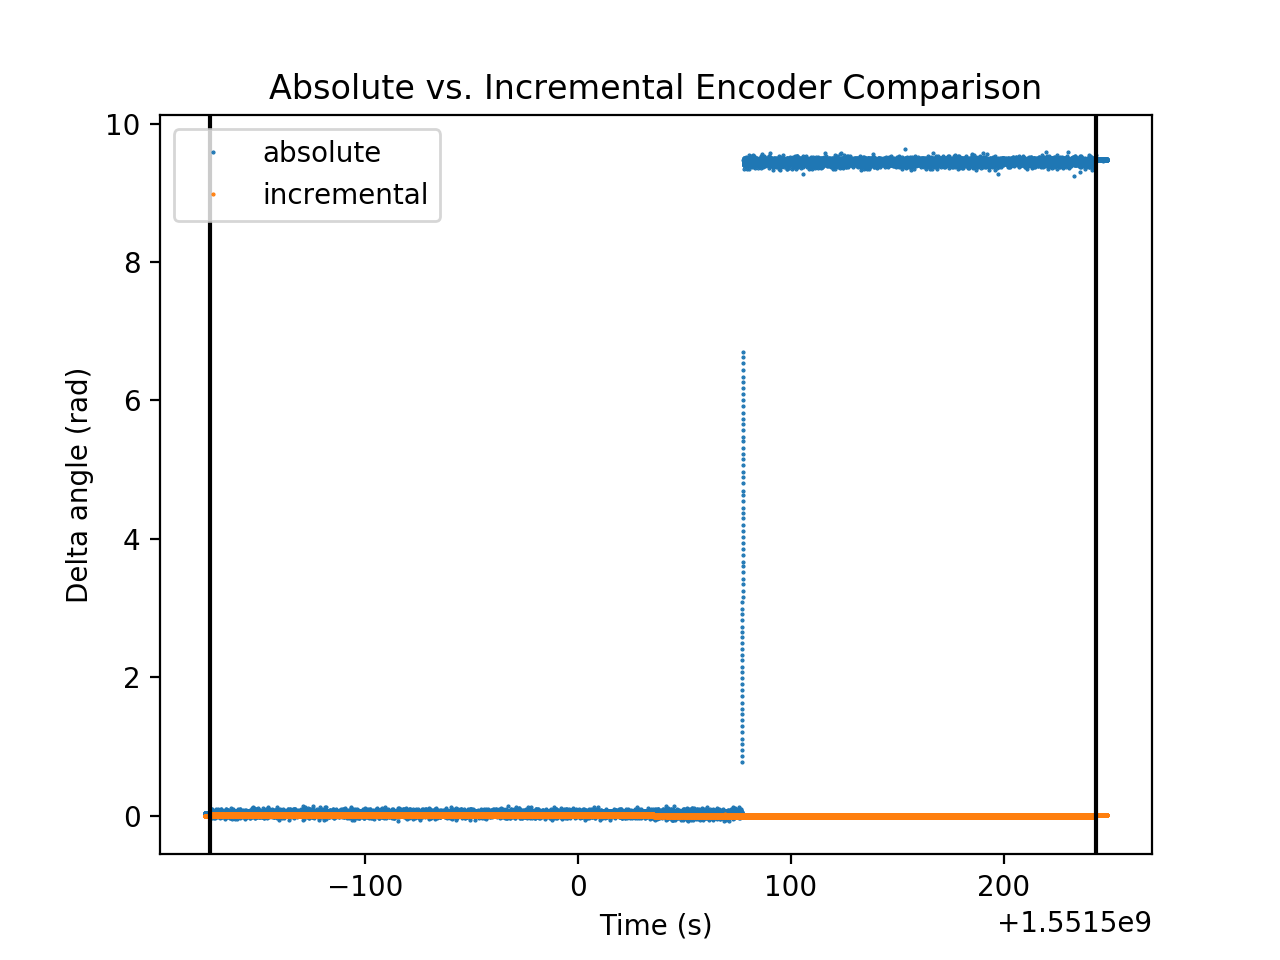 Absolute vs. Incremental Encoder Comparison
absolute
incremental
10
8
6
4
2
0
Delta angle (rad)
−100 0 100 200
Time (s)
+1.5515e9